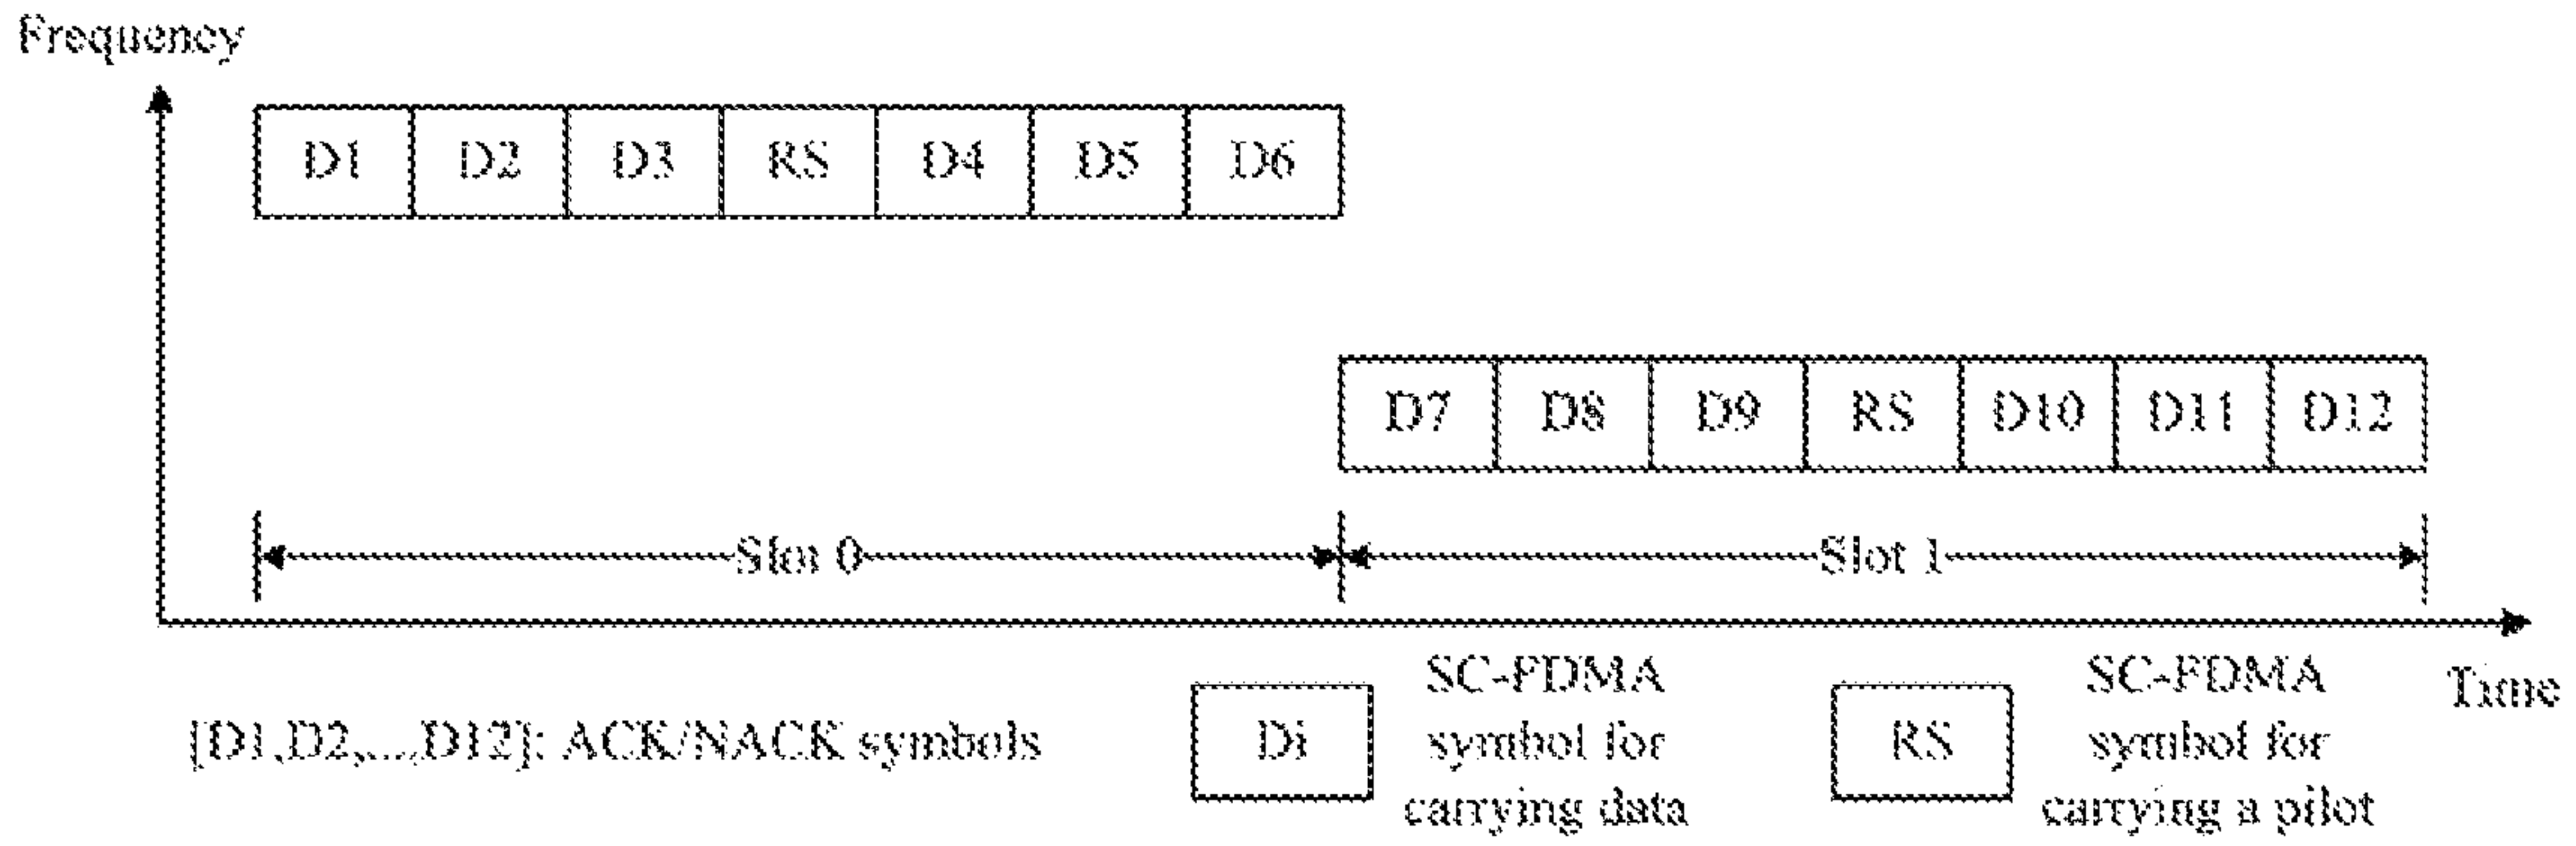 Frequency
D1 D2 D3 RS D4 D5 D6
D7 D8 D9 RS D10 D11 D12
Slot 0 Slot 1
Time
[D1,D2,...,D12]: ACK/NACK symbols
Di
SC-FDMA
symbol for
carrying data
RS
SC-FDMA
symbol for
carrying a pilot